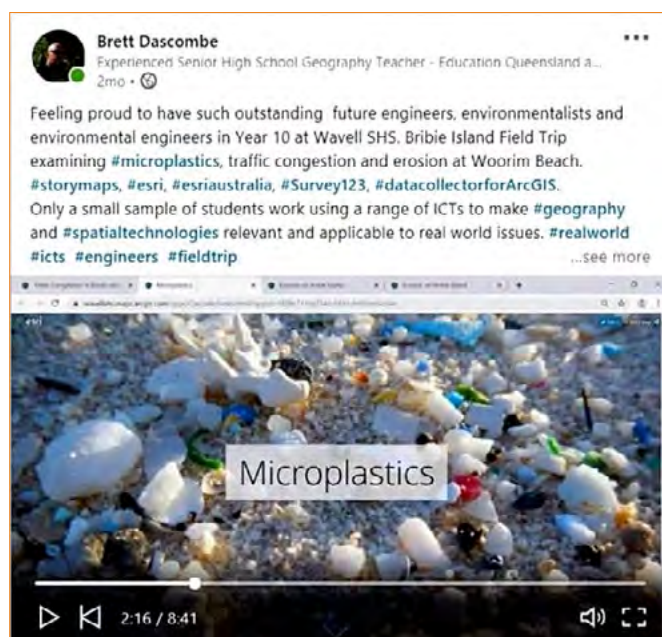 Brett Dascombe
Experienced Senior High School Geography Teacher - Education Queensland a...
2mo •
Feeling proud to have such outstanding future engineers, environmentalists and
environmental engineers in Year 10 at Wavell SHS. Bribie Island Field Trip
examining #microplastics, traffic congestion and erosion at Woorim Beach.
#storymaps, #esri, #esriaustralia, #Survey123, #datacollectorforArcGIS.
Only a small sample of students work using a range of ICTs to make #geography
and #spatialtechnologies relevant and applicable to real world issues. #realworld
#icts #engineers #fieldtrip
...see more
Microplastics
2:16 / 8:41